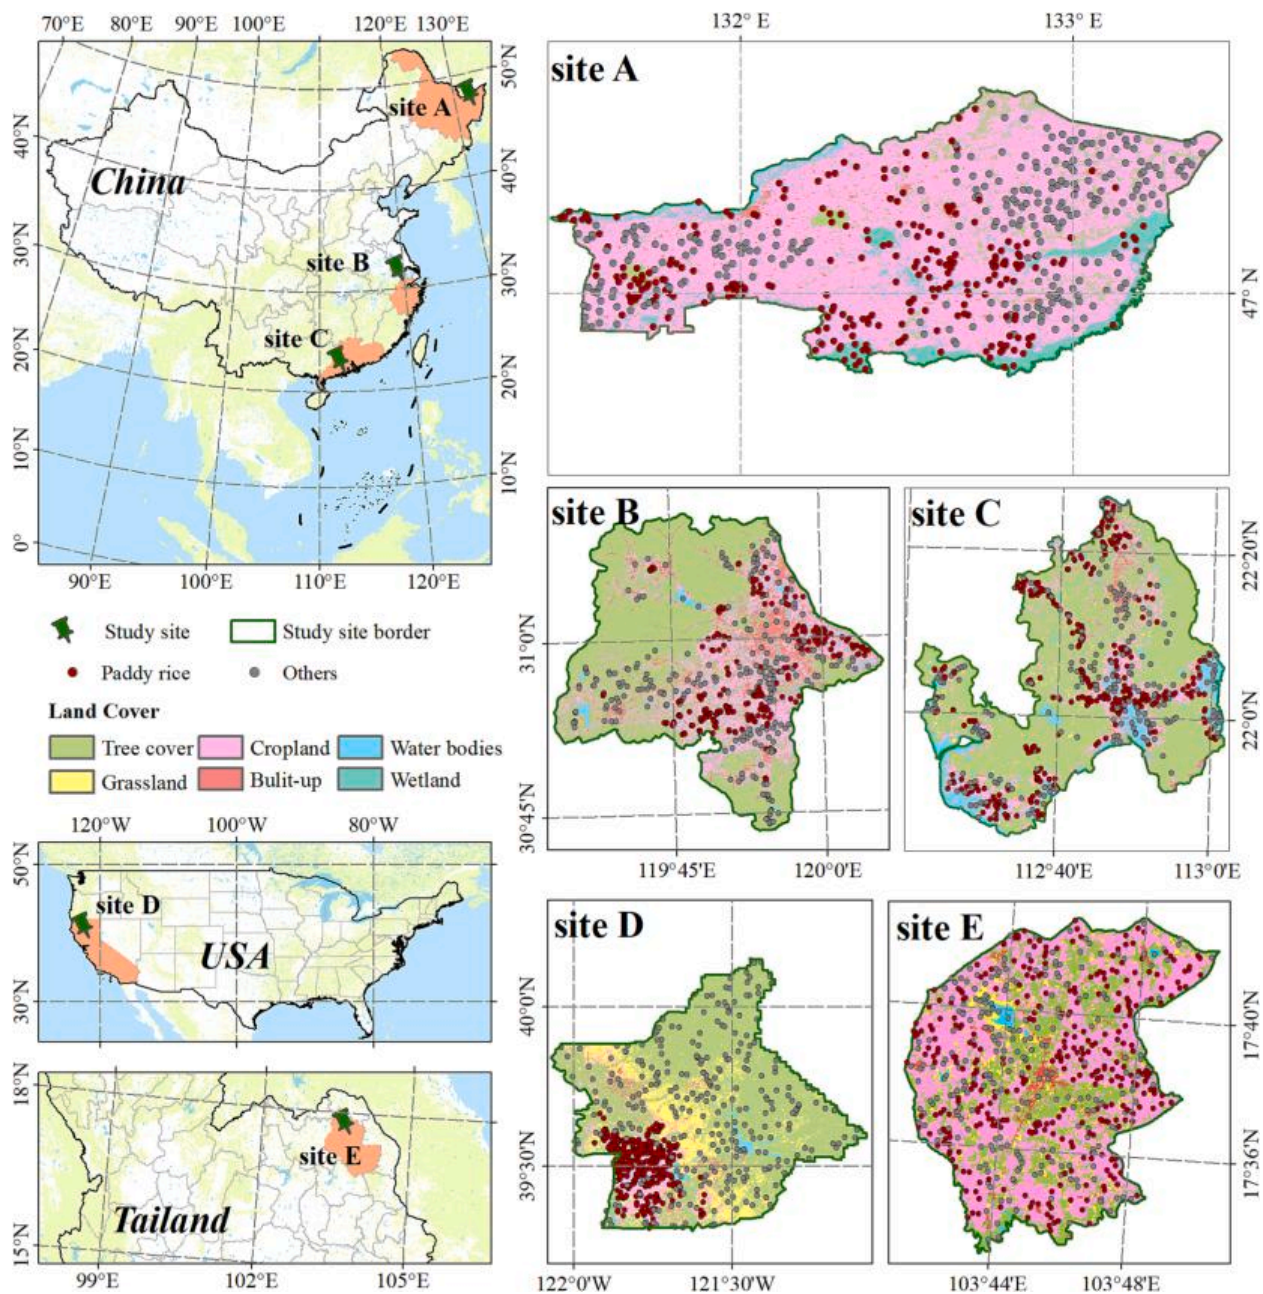 70°E 80°E 90°E 100°E 120°E 130°E
50°N
40°N
30°N
20°N
10°N
40°N
30°N
20°N
10°N
0°
site A
China
site B
site C
90°E 100°E 110°E 120°E
132° E 133° E
site A
47° N
Study site Study site border
Paddy rice Others
Land Cover
Tree cover Cropland Water bodies
Grassland Bulit-up Wetland
site B
31°0'N
30°45'N
119°45'E 120°0'E
site C
22°20'N
22°0'N
112°40'E 113°0'E
120°W 100°W 80°W
50°N
30°N
site D
USA
18°N
15°N
site E
Tailand
99°E 102°E 105°E
site D
40°0'N
39°30'N
122°0'W 121°30'W
site E
17°40'N
17°36'N
103°44'E 103°48'E